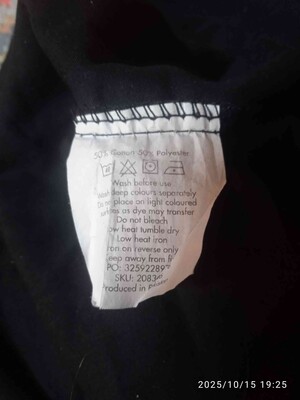 50% Cotton 50% Polyester
Wash before use
Wash deep colours separately
Do not place on light coloured
surfaces as dye may transfer
Do not bleach
Low heat tumble dry
Low heat iron
Iron on reverse only
Keep away from
PO: 32592289
SKU: 2083
Produced in
2025/10/15 19:25